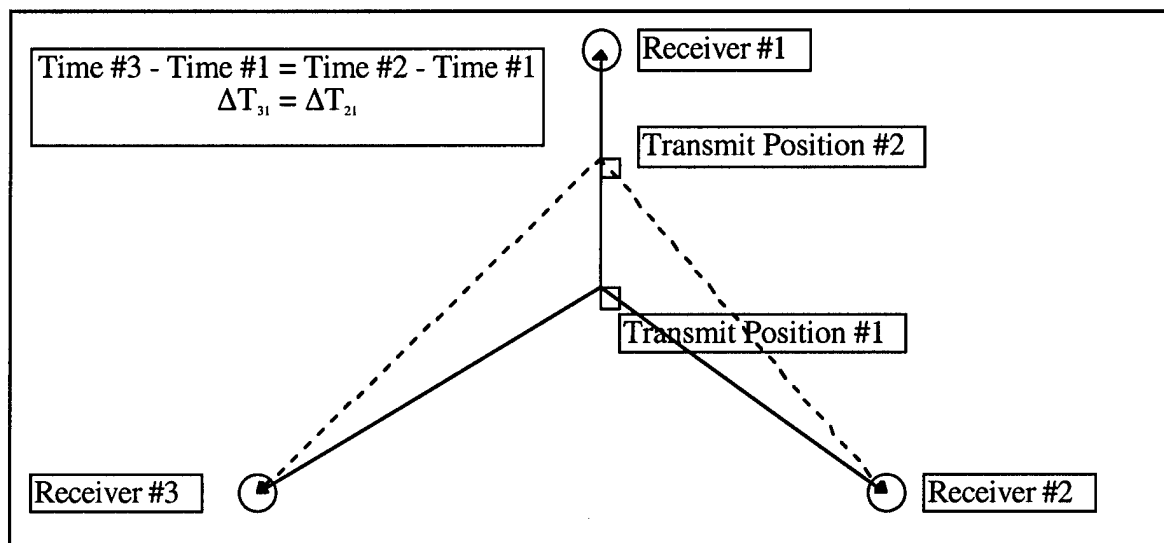 Time #3 - Time #1 = Time #2 - Time #1
ΔT₃₁ = ΔT₂₁
Receiver #1
Transmit Position #2
Transmit Position #1
Receiver #3
Receiver #2